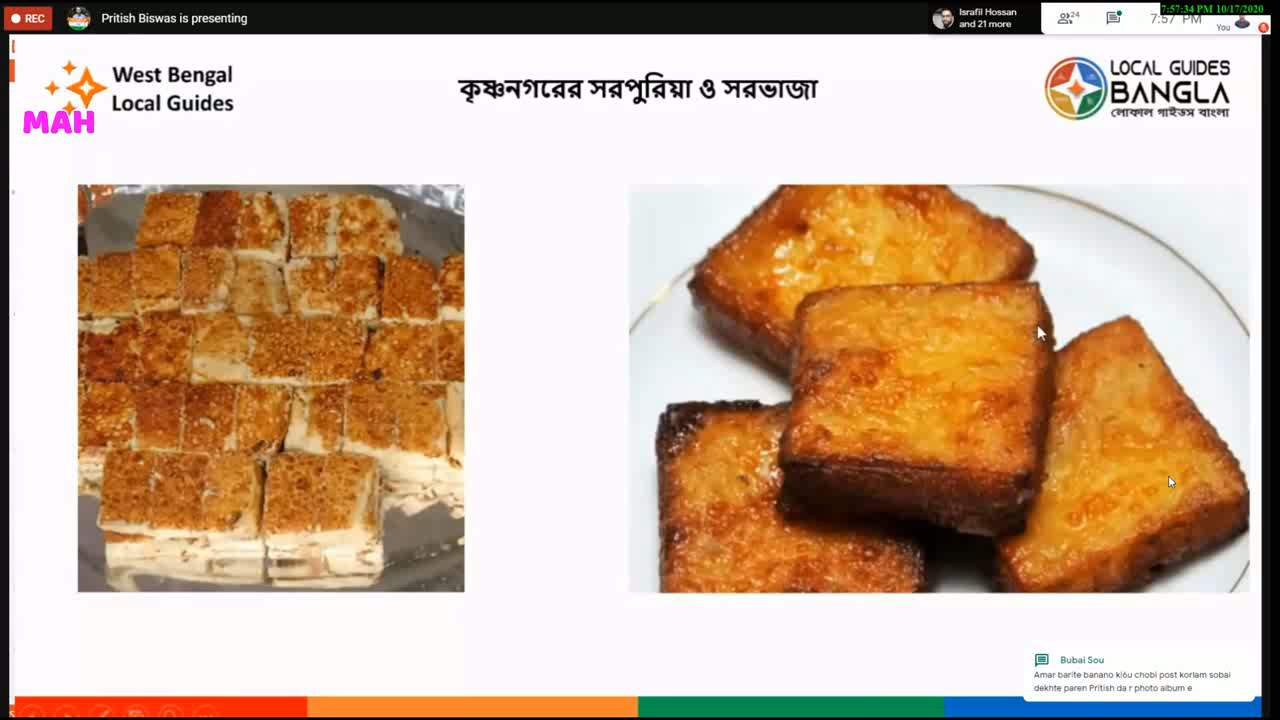 REC
Pritish Biswas is presenting
Israfil Hossan
and 21 more
24
7:57:34 PM 10/17/2020
7:57 PM
You
West Bengal
Local Guides
MAH
কৃষ্ণনগরের সরপুরিয়া ও সরভাজা
LOCAL GUIDES
BANGLA
লোকাল গাইডস বাংলা
Bubai Sou
Amar barite banano ki6u chobi post korlam sobai
dekhte paren Pritish da r photo album e